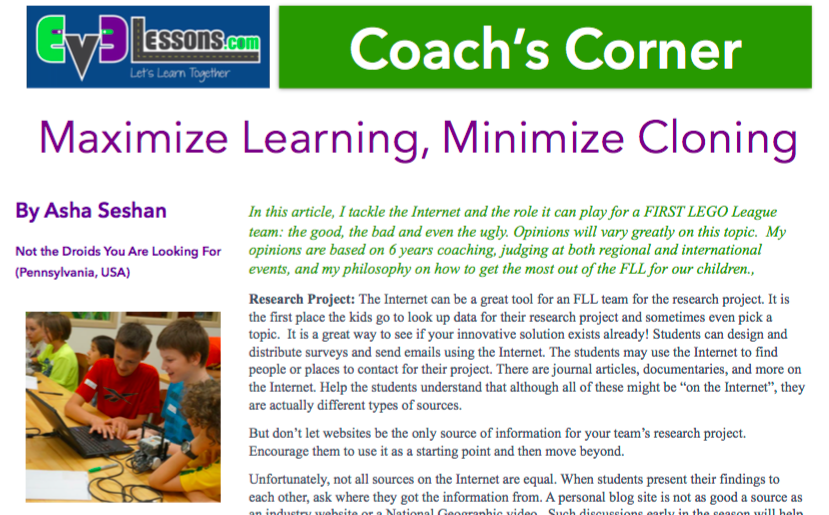 EV3Lessons.com
Let's Learn Together
Coach's Corner
Maximize Learning, Minimize Cloning
By Asha Seshan
Not the Droids You Are Looking For
(Pennsylvania, USA)
In this article, I tackle the Internet and the role it can play for a FIRST LEGO League
team: the good, the bad and even the ugly. Opinions will vary greatly on this topic.  My
opinions are based on 6 years coaching, judging at both regional and international
events, and my philosophy on how to get the most out of the FLL for our children.,
Research Project: The Internet can be a great tool for an FLL team for the research project. It is
the first place the kids go to look up data for their research project and sometimes even pick a
topic.  It is a great way to see if your innovative solution exists already! Students can design and
distribute surveys and send emails using the Internet. The students may use the Internet to find
people or places to contact for their project. There are journal articles, documentaries, and more on
the Internet. Help the students understand that although all of these might be “on the Internet”, they
are actually different types of sources.
But don’t let websites be the only source of information for your team’s research project.
Encourage them to use it as a starting point and then move beyond.
Unfortunately, not all sources on the Internet are equal. When students present their findings to
each other, ask where they got the information from. A personal blog site is not as good a source as
an industry website or a National Geographic video.  Such discussions early in the season will help